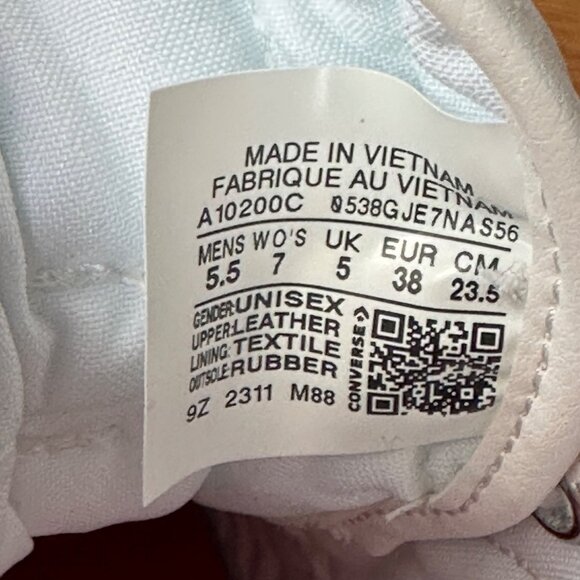 MADE IN VIETNAM
FABRIQUE AU VIETNAM
A10200C 0538GJE7NAS56
MENS WO'S UK EUR CM
5.5 7 5 38 23.5
GENDER:UNISEX
UPPER:LEATHER
LINING:TEXTILE
OUTSOLE:RUBBER
9Z 2311 M88
CONVERSE